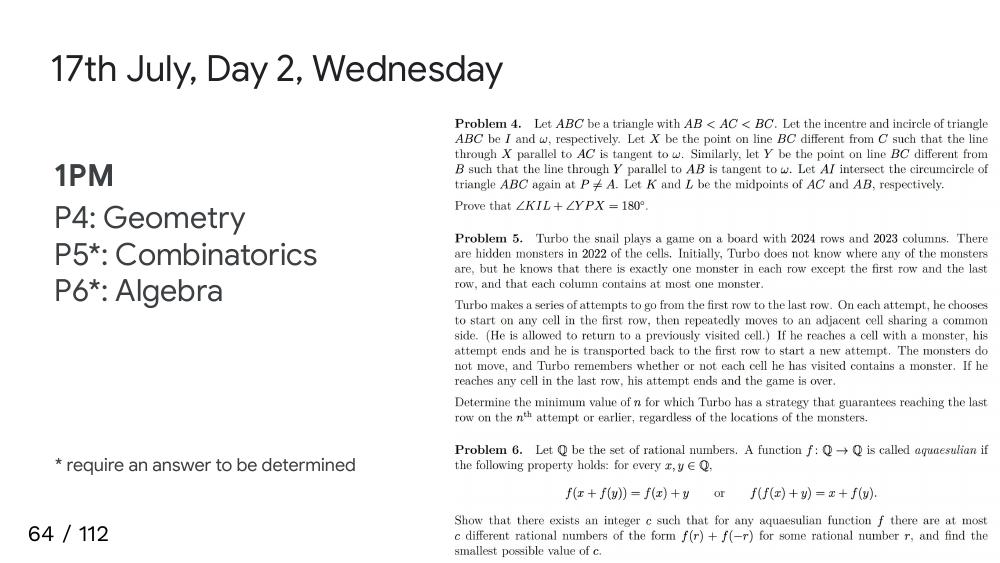 17th July, Day 2, Wednesday
1PM
P4: Geometry
P5*: Combinatorics
P6*: Algebra
* require an answer to be determined
64 / 112
Problem 4. Let ABC be a triangle with AB < AC < BC. Let the incentre and incircle of triangle
ABC be I and ω, respectively. Let X be the point on line BC different from C such that the line
through X parallel to AC is tangent to ω. Similarly, let Y be the point on line BC different from
B such that the line through Y parallel to AB is tangent to ω. Let AI intersect the circumcircle of
triangle ABC again at P ≠ A. Let K and L be the midpoints of AC and AB, respectively.
Prove that ∠KIL + ∠YPX = 180°.
Problem 5. Turbo the snail plays a game on a board with 2024 rows and 2023 columns. There
are hidden monsters in 2022 of the cells. Initially, Turbo does not know where any of the monsters
are, but he knows that there is exactly one monster in each row except the first row and the last
row, and that each column contains at most one monster.
Turbo makes a series of attempts to go from the first row to the last row. On each attempt, he chooses
to start on any cell in the first row, then repeatedly moves to an adjacent cell sharing a common
side. (He is allowed to return to a previously visited cell.) If he reaches a cell with a monster, his
attempt ends and he is transported back to the first row to start a new attempt. The monsters do
not move, and Turbo remembers whether or not each cell he has visited contains a monster. If he
reaches any cell in the last row, his attempt ends and the game is over.
Determine the minimum value of n for which Turbo has a strategy that guarantees reaching the last
row on the nth attempt or earlier, regardless of the locations of the monsters.
Problem 6. Let ℚ be the set of rational numbers. A function f: ℚ → ℚ is called aquaesulian if
the following property holds: for every x, y ∈ ℚ,
f(x + f(y)) = f(x) + y or f(f(x) + y) = x + f(y).
Show that there exists an integer c such that for any aquaesulian function f there are at most
c different rational numbers of the form f(r) + f(−r) for some rational number r, and find the
smallest possible value of c.